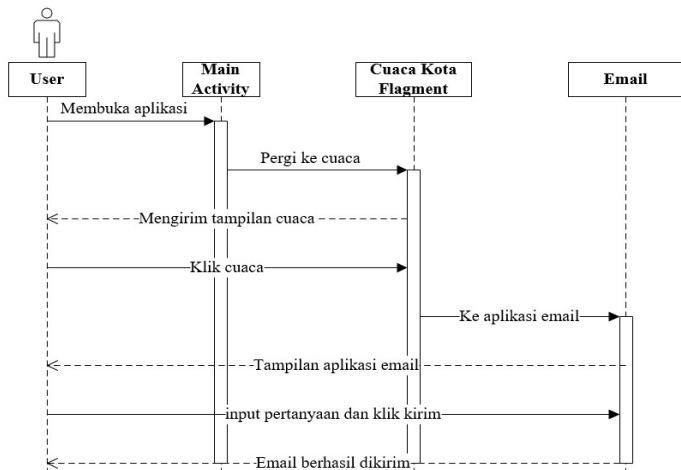 User
Main
Activity
Cuaca Kota
Flagment
Email
Membuka aplikasi
Pergi ke cuaca
Mengirim tampilan cuaca
Klik cuaca
Ke aplikasi email
Tampilan aplikasi email
input pertanyaan dan klik kirim
Email berhasil dikirim